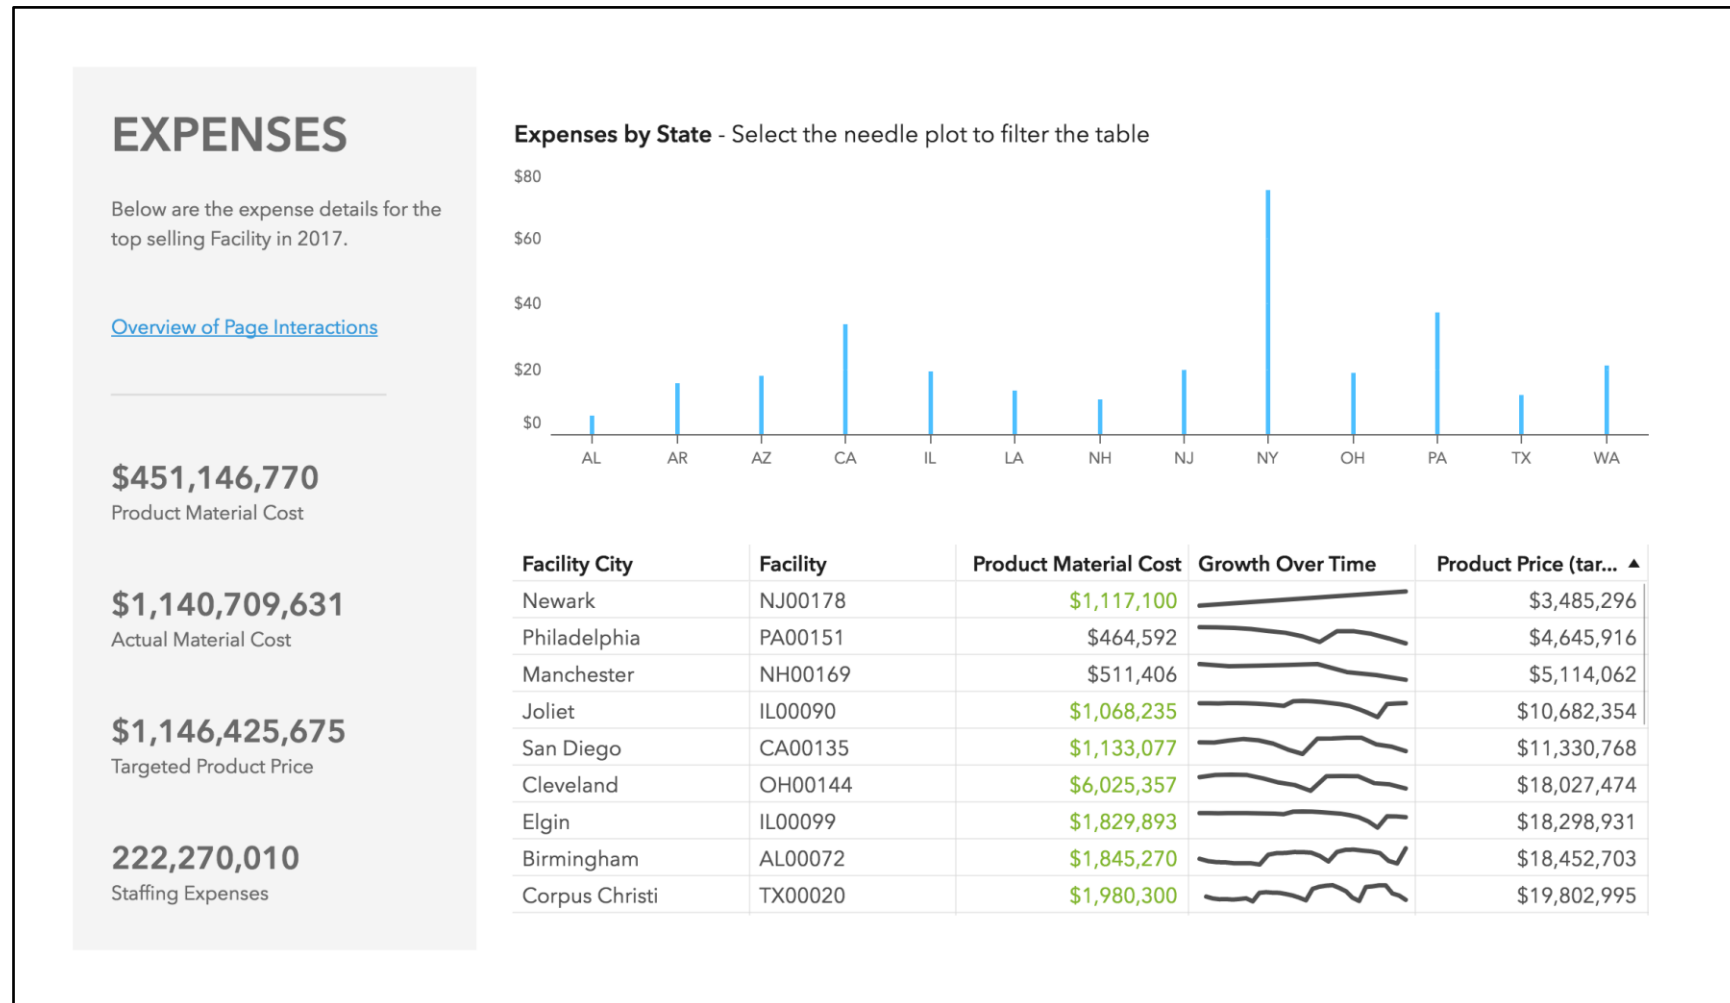 EXPENSES
Below are the expense details for the
top selling Facility in 2017.
Overview of Page Interactions
$451,146,770
Product Material Cost
$1,140,709,631
Actual Material Cost
$1,146,425,675
Targeted Product Price
222,270,010
Staffing Expenses
Expenses by State - Select the needle plot to filter the table
$80
$60
$40
$20
$0
AL AR AZ CA IL LA NH NJ NY OH PA TX WA
Facility City Facility Product Material Cost Growth Over Time Product Price (tar... ▲
Newark NJ00178 $1,117,100 $3,485,296
Philadelphia PA00151 $464,592 $4,645,916
Manchester NH00169 $511,406 $5,114,062
Joliet IL00090 $1,068,235 $10,682,354
San Diego CA00135 $1,133,077 $11,330,768
Cleveland OH00144 $6,025,357 $18,027,474
Elgin IL00099 $1,829,893 $18,298,931
Birmingham AL00072 $1,845,270 $18,452,703
Corpus Christi TX00020 $1,980,300 $19,802,995